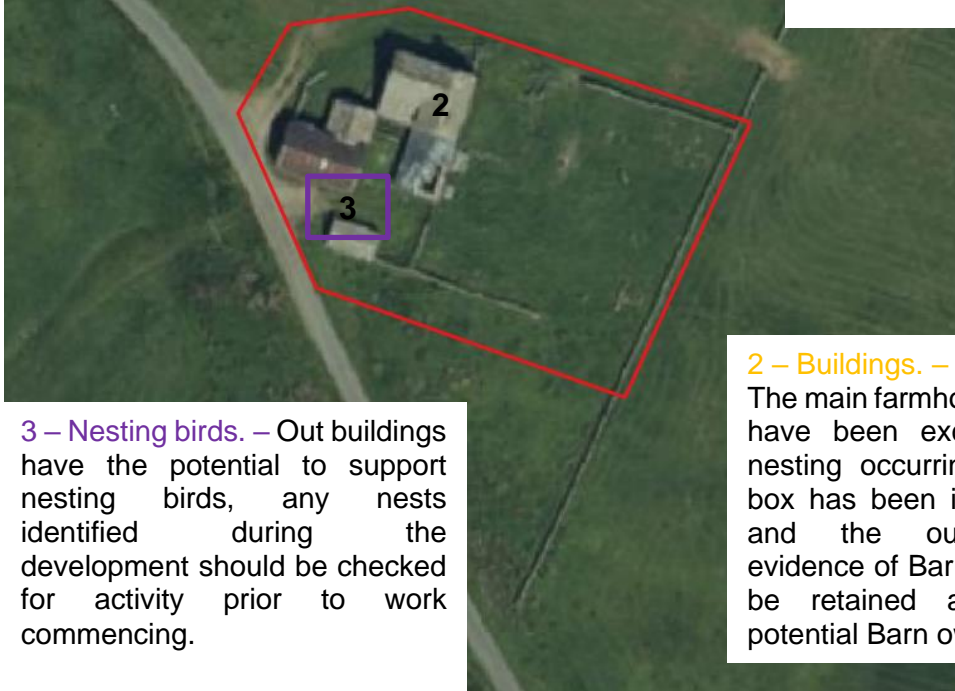 2
3
3 – Nesting birds. – Out buildings
have the potential to support
nesting birds, any nests
identified during the
development should be checked
for activity prior to work
commencing.
2 – Buildings. –
The main farmho
have been exc
nesting occurrin
box has been i
and the ou
evidence of Bar
be retained a
potential Barn ov